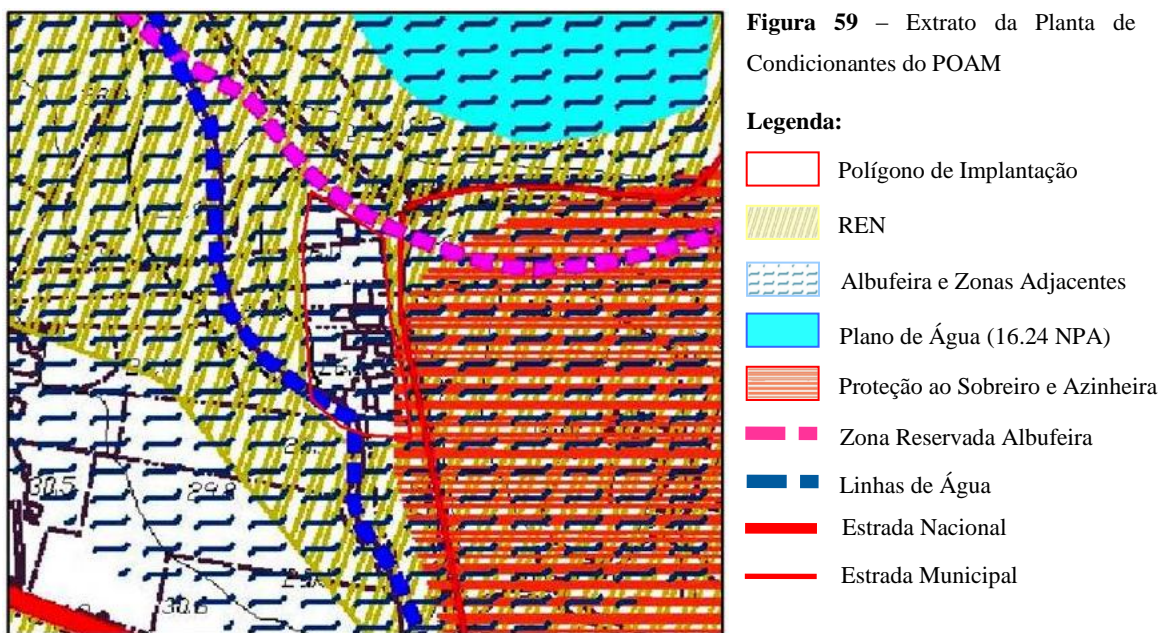 Figura 59 – Extrato da Planta de
Condicionantes do POAM
Legenda:
Polígono de Implantação
REN
Albufeira e Zonas Adjacentes
Plano de Água (16.24 NPA)
Proteção ao Sobreiro e Azinheira
Zona Reservada Albufeira
Linhas de Água
Estrada Nacional
Estrada Municipal
30.5
29.8
30.6